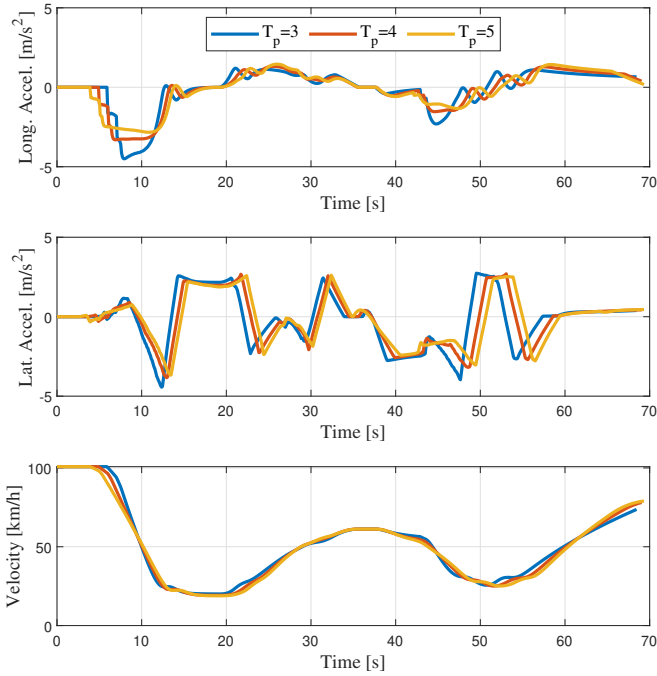 5
T_p=3 T_p=4 T_p=5
0
-5
Long. Accel. [m/s²]
0 10 20 30 40 50 60 70
Time [s]
5
0
-5
Lat. Accel. [m/s²]
0 10 20 30 40 50 60 70
Time [s]
100
50
0
Velocity [km/h]
0 10 20 30 40 50 60 70
Time [s]